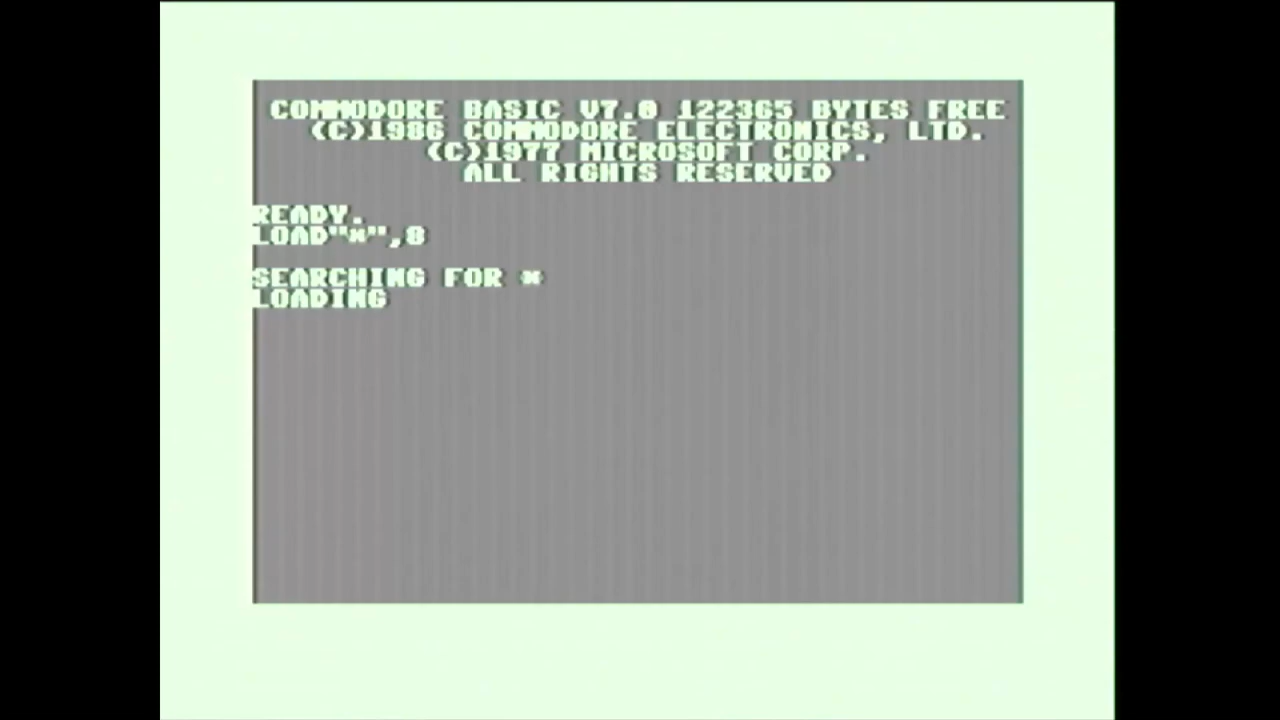 COMMODORE BASIC V7.0 122365 BYTES FREE
(C)1986 COMMODORE ELECTRONICS, LTD.
(C)1977 MICROSOFT CORP.
ALL RIGHTS RESERVED
READY.
LOAD"*",8
SEARCHING FOR *
LOADING